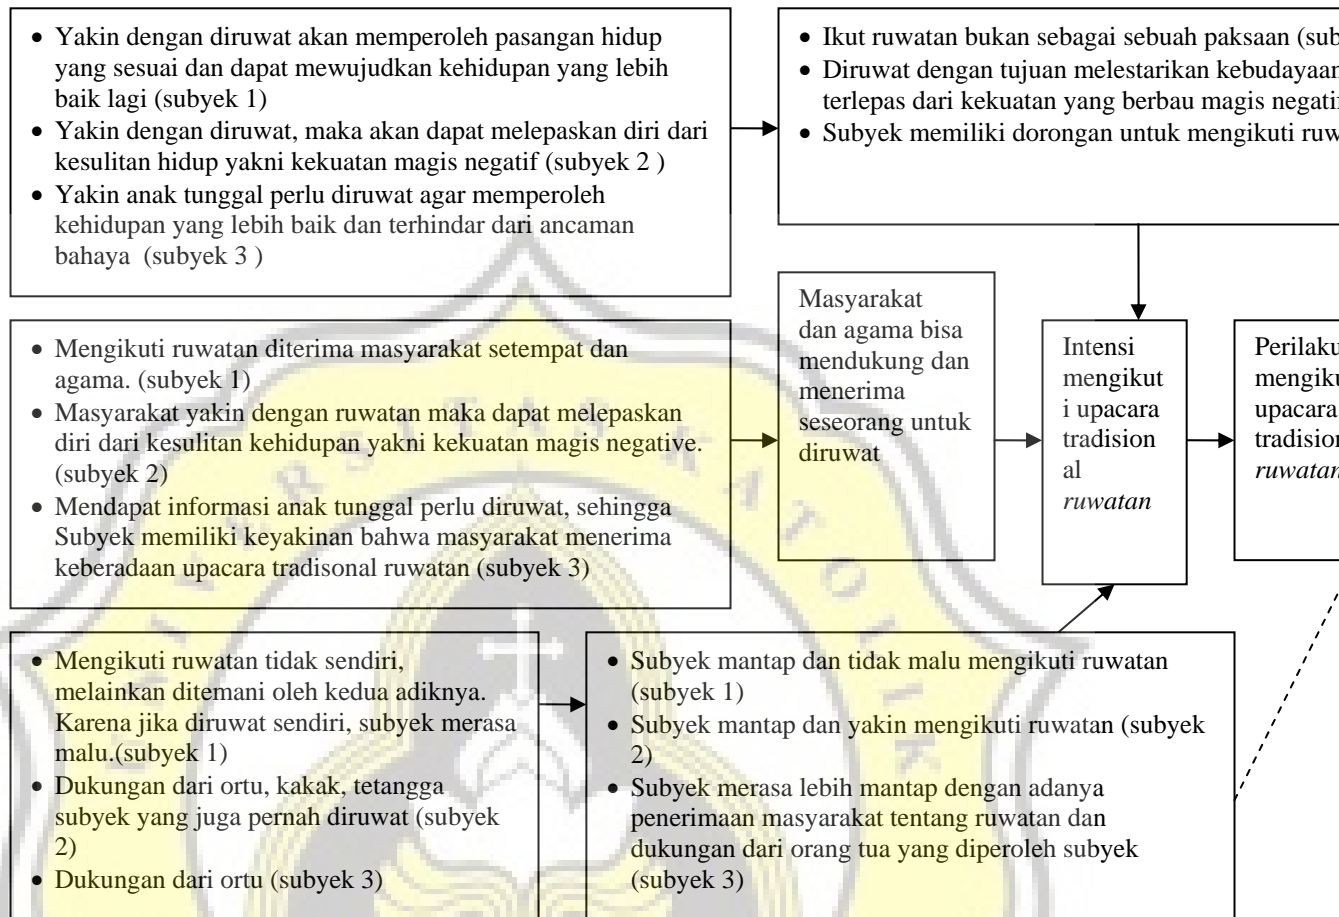 • Yakin dengan diruwat akan memperoleh pasangan hidup
yang sesuai dan dapat mewujudkan kehidupan yang lebih
baik lagi (subyek 1)
• Yakin dengan diruwat, maka akan dapat melepaskan diri dari
kesulitan hidup yakni kekuatan magis negatif (subyek 2 )
• Yakin anak tunggal perlu diruwat agar memperoleh
kehidupan yang lebih baik dan terhindar dari ancaman
bahaya (subyek 3 )
• Ikut ruwatan bukan sebagai sebuah paksaan (sub
• Diruwat dengan tujuan melestarikan kebudayaan
terlepas dari kekuatan yang berbau magis negatif
• Subyek memiliki dorongan untuk mengikuti ruw
• Mengikuti ruwatan diterima masyarakat setempat dan
agama. (subyek 1)
• Masyarakat yakin dengan ruwatan maka dapat melepaskan
diri dari kesulitan kehidupan yakni kekuatan magis negative.
(subyek 2)
• Mendapat informasi anak tunggal perlu diruwat, sehingga
Subyek memiliki keyakinan bahwa masyarakat menerima
keberadaan upacara tradisonal ruwatan (subyek 3)
Masyarakat
dan agama bisa
mendukung dan
menerima
seseorang untuk
diruwat
Intensi
mengikut
i upacara
tradision
al
ruwatan
Perilaku
mengiku
upacara
tradision
ruwatan
• Mengikuti ruwatan tidak sendiri,
melainkan ditemani oleh kedua adiknya.
Karena jika diruwat sendiri, subyek merasa
malu.(subyek 1)
• Dukungan dari ortu, kakak, tetangga
subyek yang juga pernah diruwat (subyek
2)
• Dukungan dari ortu (subyek 3)
• Subyek mantap dan tidak malu mengikuti ruwatan
(subyek 1)
• Subyek mantap dan yakin mengikuti ruwatan (subyek
2)
• Subyek merasa lebih mantap dengan adanya
penerimaan masyarakat tentang ruwatan dan
dukungan dari orang tua yang diperoleh subyek
(subyek 3)
UNIVERSITAS KATOLIK